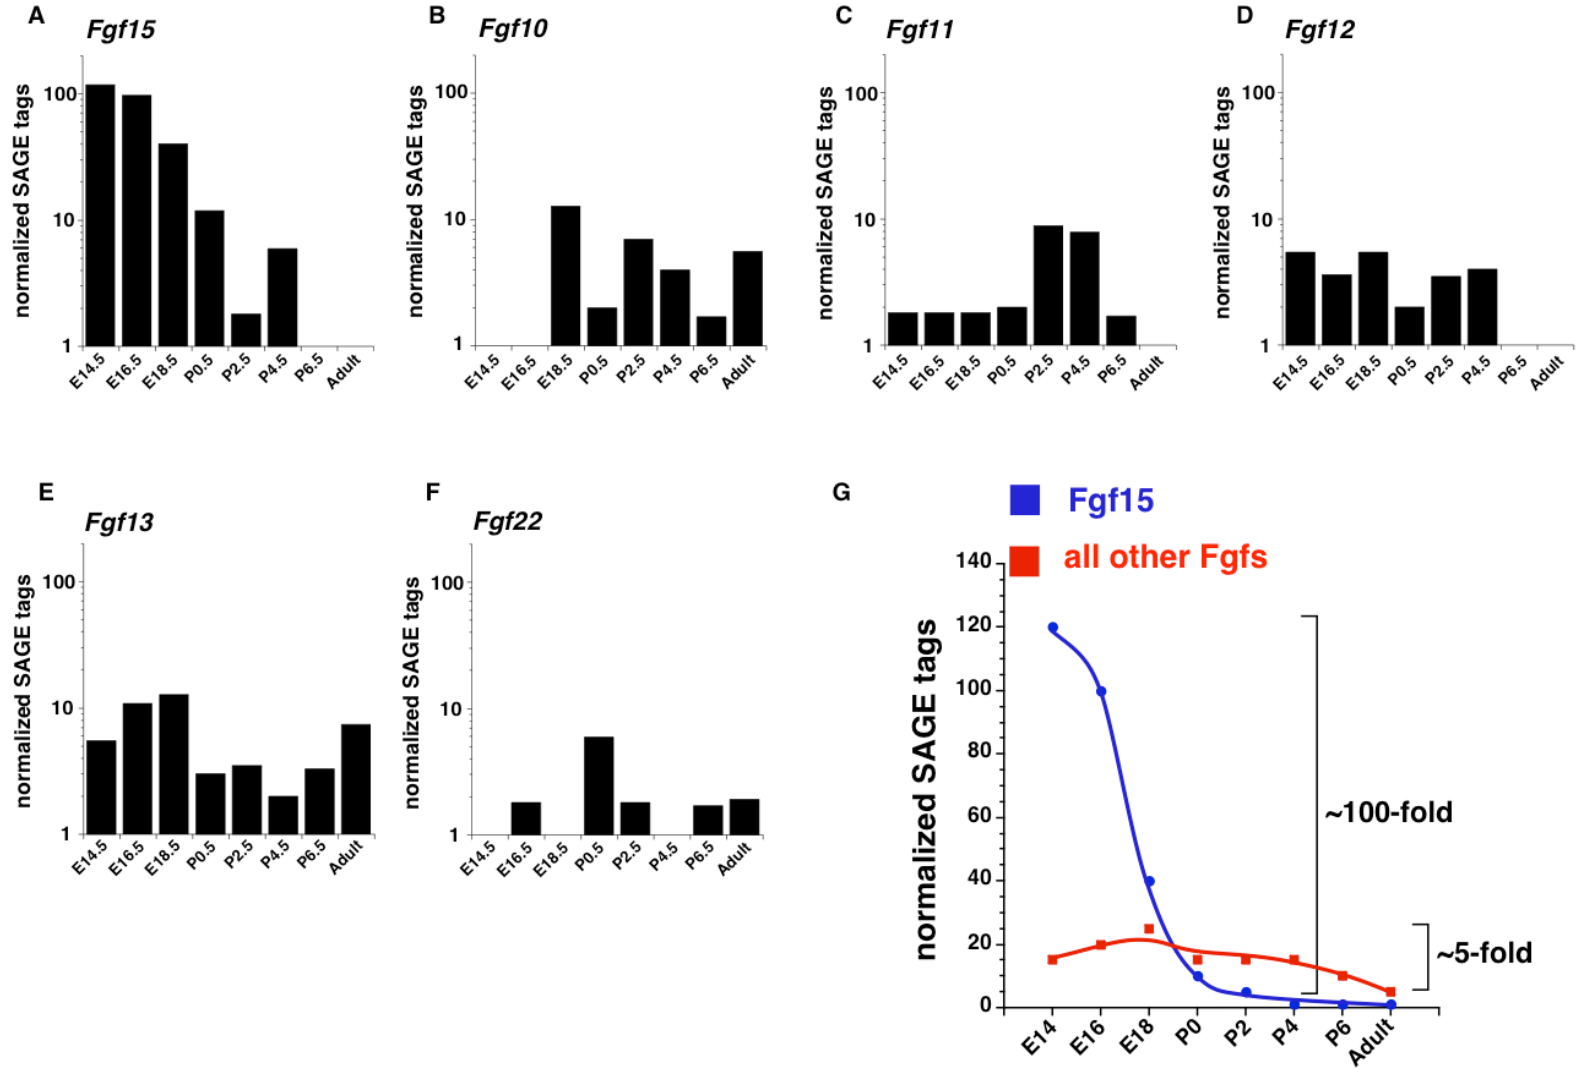 A
Fgf15
normalized SAGE tags
100
10
1
E14.5
E16.5
E18.5
P0.5
P2.5
P4.5
P6.5
Adult
B
Fgf10
normalized SAGE tags
100
10
1
E14.5
E16.5
E18.5
P0.5
P2.5
P4.5
P6.5
Adult
C
Fgf11
normalized SAGE tags
100
10
1
E14.5
E16.5
E18.5
P0.5
P2.5
P4.5
P6.5
Adult
D
Fgf12
normalized SAGE tags
100
10
1
E14.5
E16.5
E18.5
P0.5
P2.5
P4.5
P6.5
Adult
E
Fgf13
normalized SAGE tags
100
10
1
E14.5
E16.5
E18.5
P0.5
P2.5
P4.5
P6.5
Adult
F
Fgf22
normalized SAGE tags
100
10
1
E14.5
E16.5
E18.5
P0.5
P2.5
P4.5
P6.5
Adult
G
Fgf15
all other Fgfs
normalized SAGE tags
140
120
100
80
60
40
20
0
~100-fold
~5-fold
E14
E16
E18
P0
P2
P4
P6
Adult